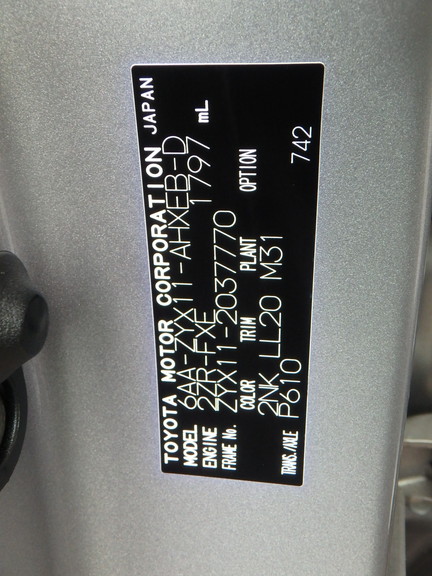 TOYOTA MOTOR CORPORATION JAPAN
MODEL 6AA-ZYX11-AHXEB-D
ENGINE 2ZR-FXE 1797 mL
FRAME No. ZYX11-2037770
COLOR TRIM PLANT OPTION
2NK LL20 M31
TRANS./AXLE P610 742